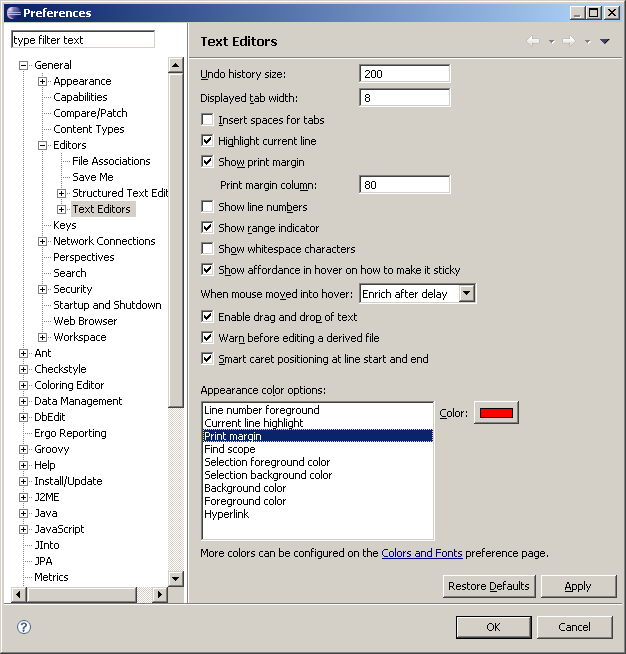 Preferences
type filter text
General
Appearance
Capabilities
Compare/Patch
Content Types
Editors
File Associations
Save Me
Structured Text Edit
Text Editors
Keys
Network Connections
Perspectives
Search
Security
Startup and Shutdown
Web Browser
Workspace
Ant
Checkstyle
Coloring Editor
Data Management
DbEdit
Ergo Reporting
Groovy
Help
Install/Update
J2ME
Java
JavaScript
JInto
JPA
Metrics
Text Editors
Undo history size: 200
Displayed tab width: 8
Insert spaces for tabs
Highlight current line
Show print margin
Print margin column: 80
Show line numbers
Show range indicator
Show whitespace characters
Show affordance in hover on how to make it sticky
When mouse moved into hover: Enrich after delay
Enable drag and drop of text
Warn before editing a derived file
Smart caret positioning at line start and end
Appearance color options:
Line number foreground
Current line highlight
Print margin
Find scope
Selection foreground color
Selection background color
Background color
Foreground color
Hyperlink
Color:
More colors can be configured on the Colors and Fonts preference page.
Restore Defaults Apply
? OK Cancel